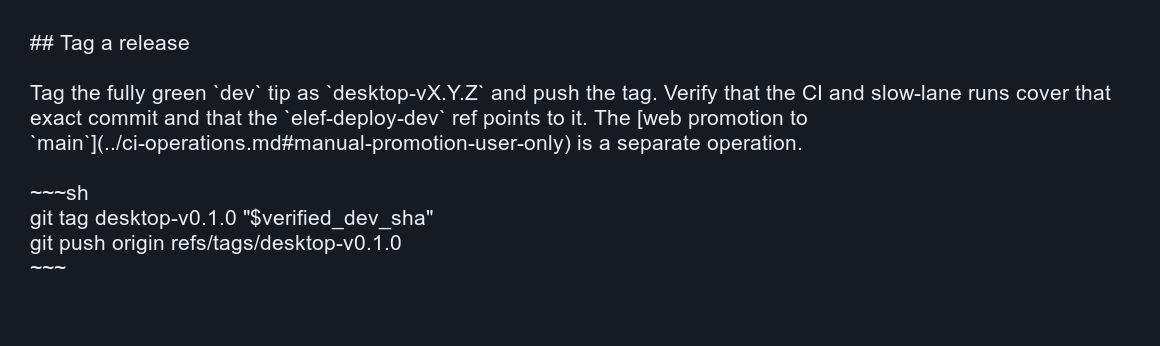 ## Tag a release
Tag the fully green `dev` tip as `desktop-vX.Y.Z` and push the tag. Verify that the CI and slow-lane runs cover that
exact commit and that the `elef-deploy-dev` ref points to it. The [web promotion to
`main`](../ci-operations.md#manual-promotion-user-only) is a separate operation.
~~~sh
git tag desktop-v0.1.0 "$verified_dev_sha"
git push origin refs/tags/desktop-v0.1.0
~~~